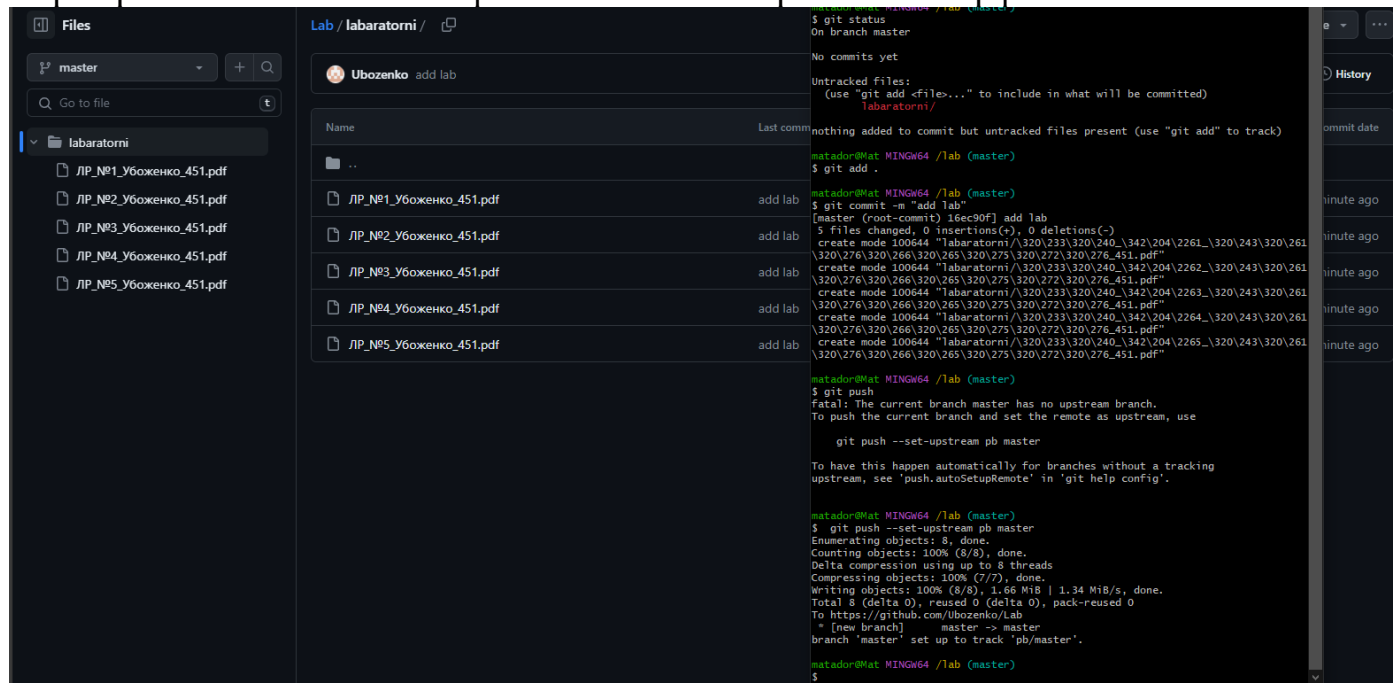 Files
master
Go to file
t
labaratorni
ЛР_№1_Убоженко_451.pdf
ЛР_№2_Убоженко_451.pdf
ЛР_№3_Убоженко_451.pdf
ЛР_№4_Убоженко_451.pdf
ЛР_№5_Убоженко_451.pdf
Lab / labaratorni /
Ubozenko add lab
History
Name Last comm ommit date
..
ЛР_№1_Убоженко_451.pdf add lab inute ago
ЛР_№2_Убоженко_451.pdf add lab inute ago
ЛР_№3_Убоженко_451.pdf add lab inute ago
ЛР_№4_Убоженко_451.pdf add lab inute ago
ЛР_№5_Убоженко_451.pdf add lab inute ago
matador@Mat MINGW64 /lab (master)
$ git status
On branch master
No commits yet
Untracked files:
(use "git add <file>..." to include in what will be committed)
labaratorni/
nothing added to commit but untracked files present (use "git add" to track)
matador@Mat MINGW64 /lab (master)
$ git add .
matador@Mat MINGW64 /lab (master)
$ git commit -m "add lab"
[master (root-commit) 16ec90f] add lab
5 files changed, 0 insertions(+), 0 deletions(-)
create mode 100644 "labaratorni/\320\233\320\240_\342\204\2261_\320\243\320\261
\320\276\320\266\320\265\320\275\320\272\320\276_451.pdf"
create mode 100644 "labaratorni/\320\233\320\240_\342\204\2262_\320\243\320\261
\320\276\320\266\320\265\320\275\320\272\320\276_451.pdf"
create mode 100644 "labaratorni/\320\233\320\240_\342\204\2263_\320\243\320\261
\320\276\320\266\320\265\320\275\320\272\320\276_451.pdf"
create mode 100644 "labaratorni/\320\233\320\240_\342\204\2264_\320\243\320\261
\320\276\320\266\320\265\320\275\320\272\320\276_451.pdf"
create mode 100644 "labaratorni/\320\233\320\240_\342\204\2265_\320\243\320\261
\320\276\320\266\320\265\320\275\320\272\320\276_451.pdf"
matador@Mat MINGW64 /lab (master)
$ git push
fatal: The current branch master has no upstream branch.
To push the current branch and set the remote as upstream, use
git push --set-upstream pb master
To have this happen automatically for branches without a tracking
upstream, see 'push.autoSetupRemote' in 'git help config'.
matador@Mat MINGW64 /lab (master)
$ git push --set-upstream pb master
Enumerating objects: 8, done.
Counting objects: 100% (8/8), done.
Delta compression using up to 8 threads
Compressing objects: 100% (7/7), done.
Writing objects: 100% (8/8), 1.66 MiB | 1.34 MiB/s, done.
Total 8 (delta 0), reused 0 (delta 0), pack-reused 0
To https://github.com/Ubozenko/Lab
* [new branch] master -> master
branch 'master' set up to track 'pb/master'.
matador@Mat MINGW64 /lab (master)
$